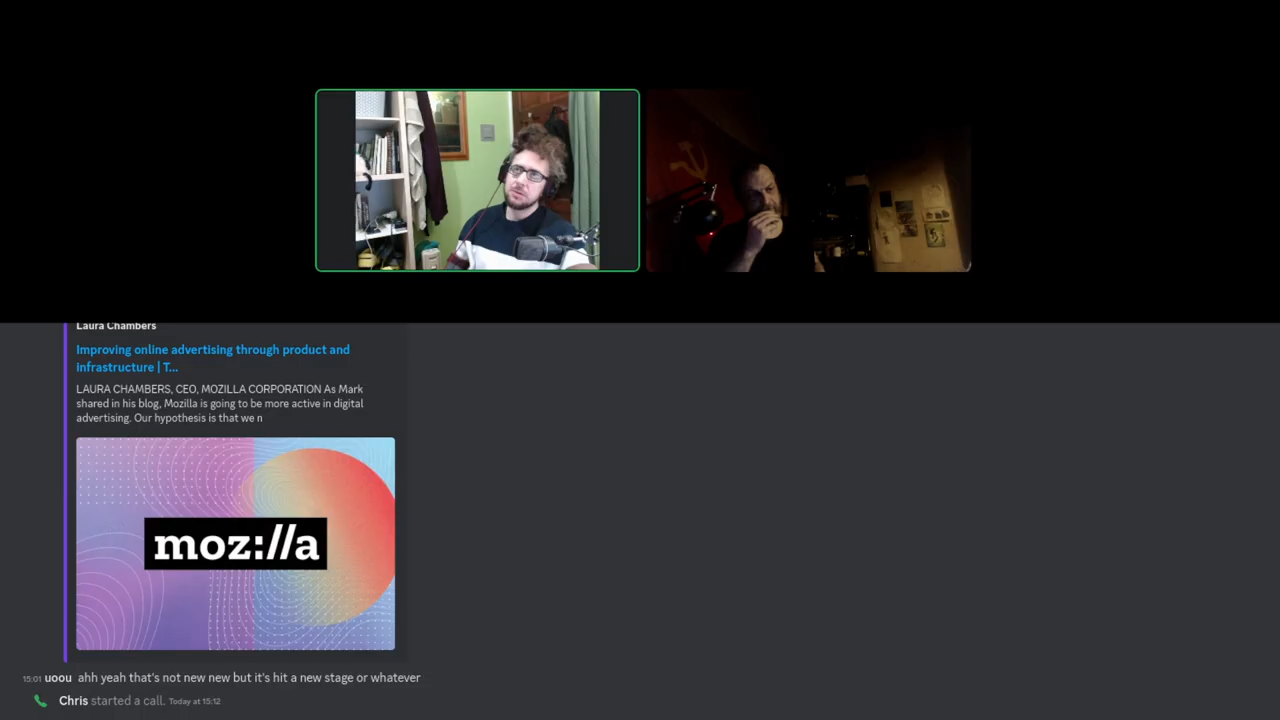 Laura Chambers
Improving online advertising through product and
infrastructure | T...
LAURA CHAMBERS, CEO, MOZILLA CORPORATION As Mark
shared in his blog, Mozilla is going to be more active in digital
advertising. Our hypothesis is that we n
moz://a
15:01 uoou ahh yeah that's not new new but it's hit a new stage or whatever
Chris started a call. Today at 15:12